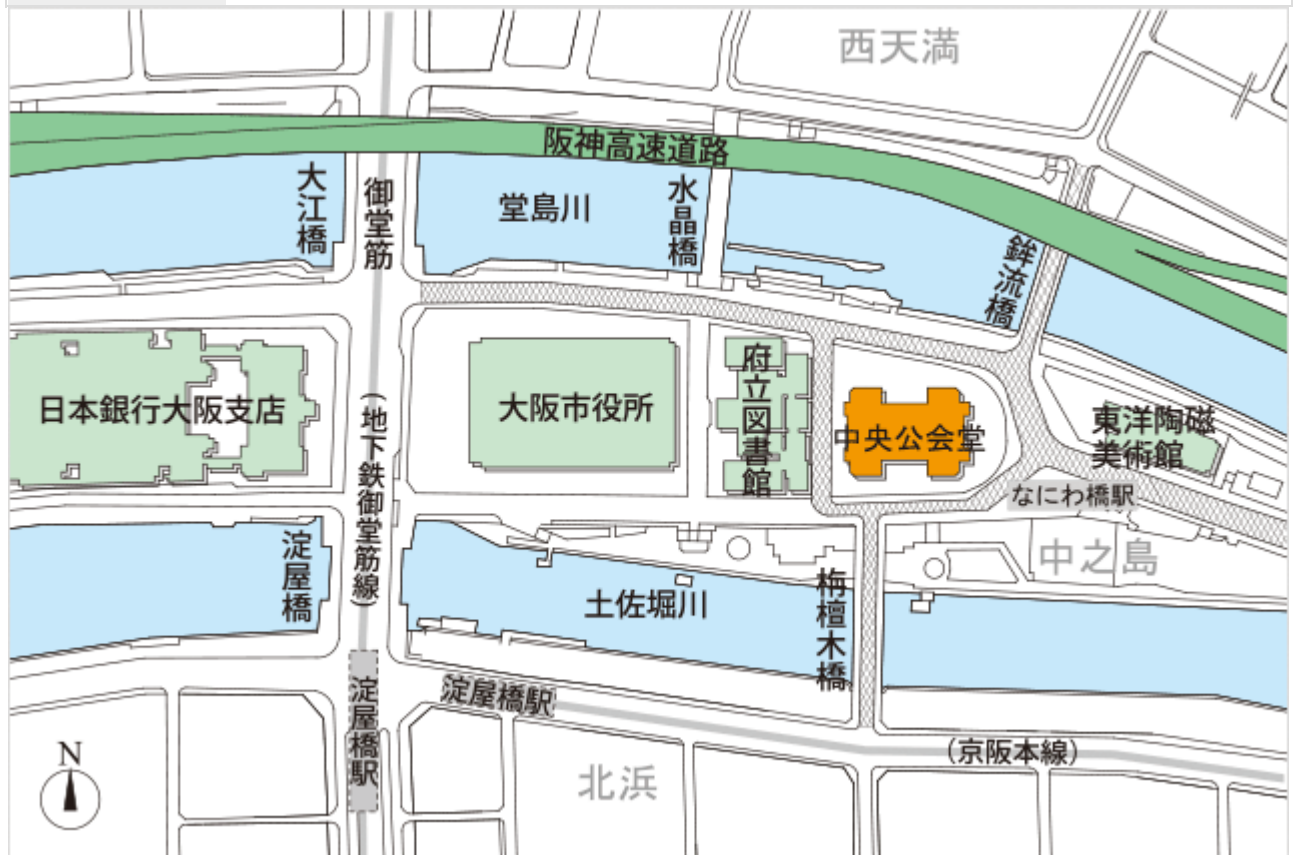 西天満
阪神高速道路
大江橋
御堂筋
堂島川
水晶橋
鉾流橋
日本銀行大阪支店
(地下鉄御堂筋線)
大阪市役所
府立図書館
中央公会堂
東洋陶磁
美術館
なにわ橋駅
中之島
淀屋橋
土佐堀川
栴檀木橋
淀屋橋駅
淀屋橋駅
(京阪本線)
北浜
N